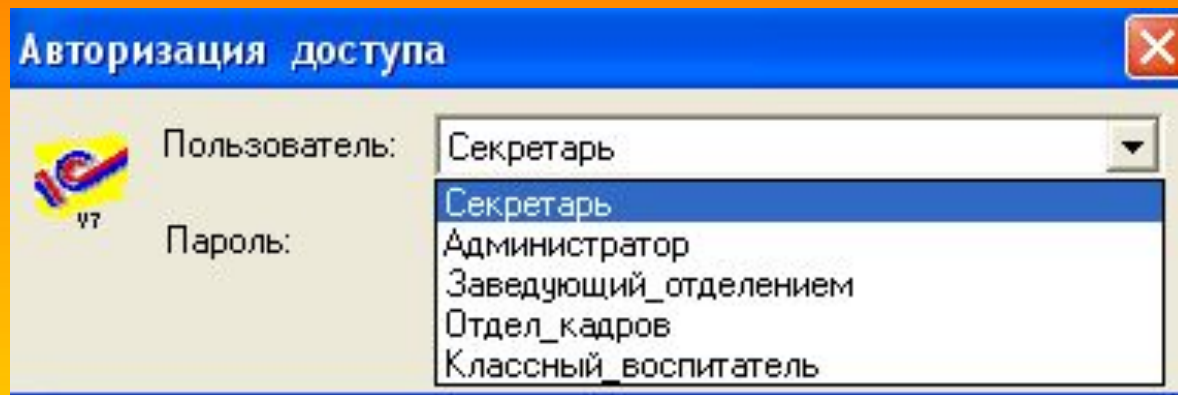 Авторизация доступа
Пользователь: Секретарь
Секретарь
Пароль:
Администратор
Заведующий_отделением
Отдел_кадров
Классный_воспитатель
V7